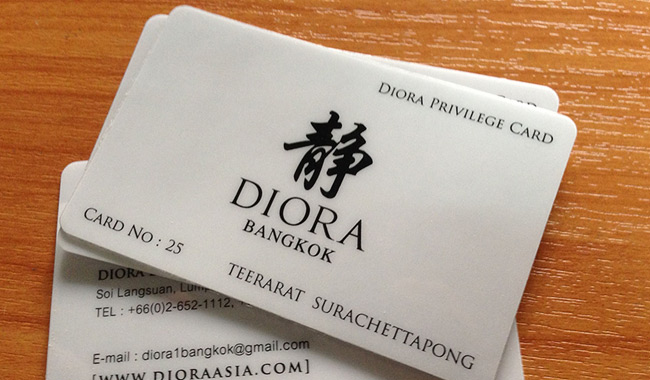 DIORA PRIVILEGE CARD
静
DIORA
BANGKOK
CARD NO : 25
TEERARAT SURACHETTAPONG
DIORA
Soi Langsuan,
TEL : +66(0)2-652-1112,
E-mail : diora1bangkok@gmail.com
[WWW.DIORAASIA.COM]